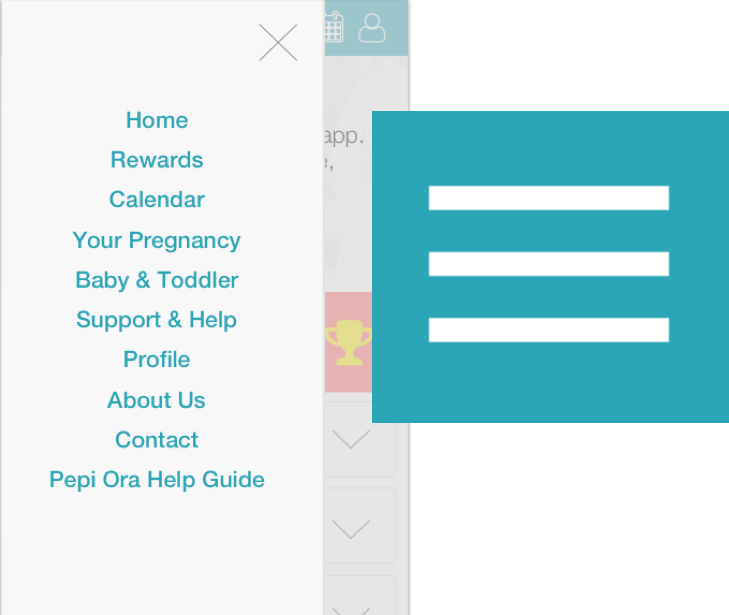 Home
Rewards
Calendar
Your Pregnancy
Baby & Toddler
Support & Help
Profile
About Us
Contact
Pepi Ora Help Guide
app.